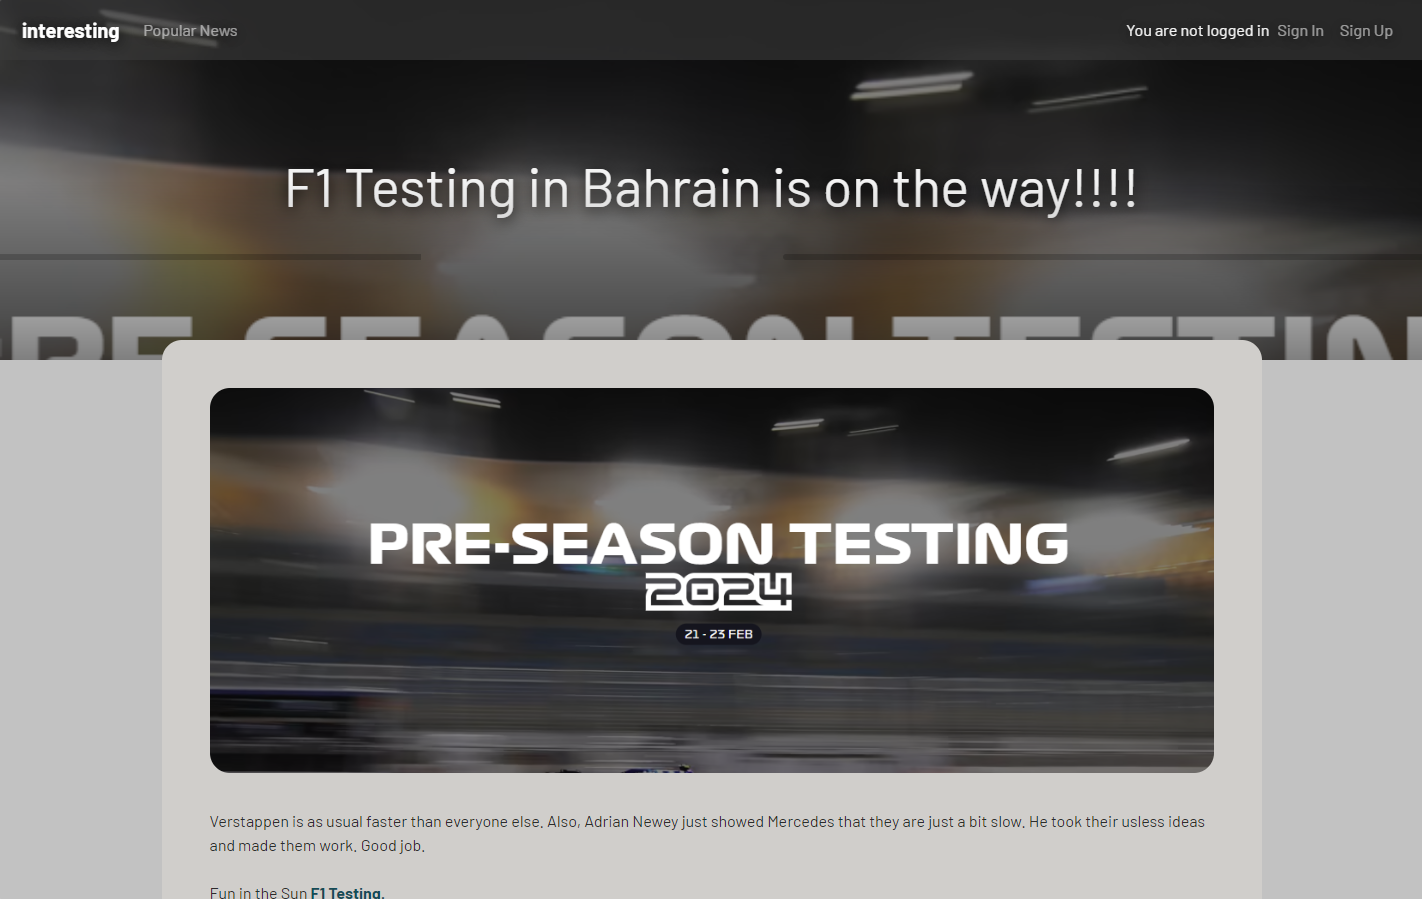 interesting Popular News You are not logged in Sign In Sign Up
F1 Testing in Bahrain is on the way!!!!
PRE-SEASON TESTIN
PRE-SEASON TESTING
2024
21 - 23 FEB
Verstappen is as usual faster than everyone else. Also, Adrian Newey just showed Mercedes that they are just a bit slow. He took their usless ideas
and made them work. Good job.
Fun in the Sun F1 Testing.